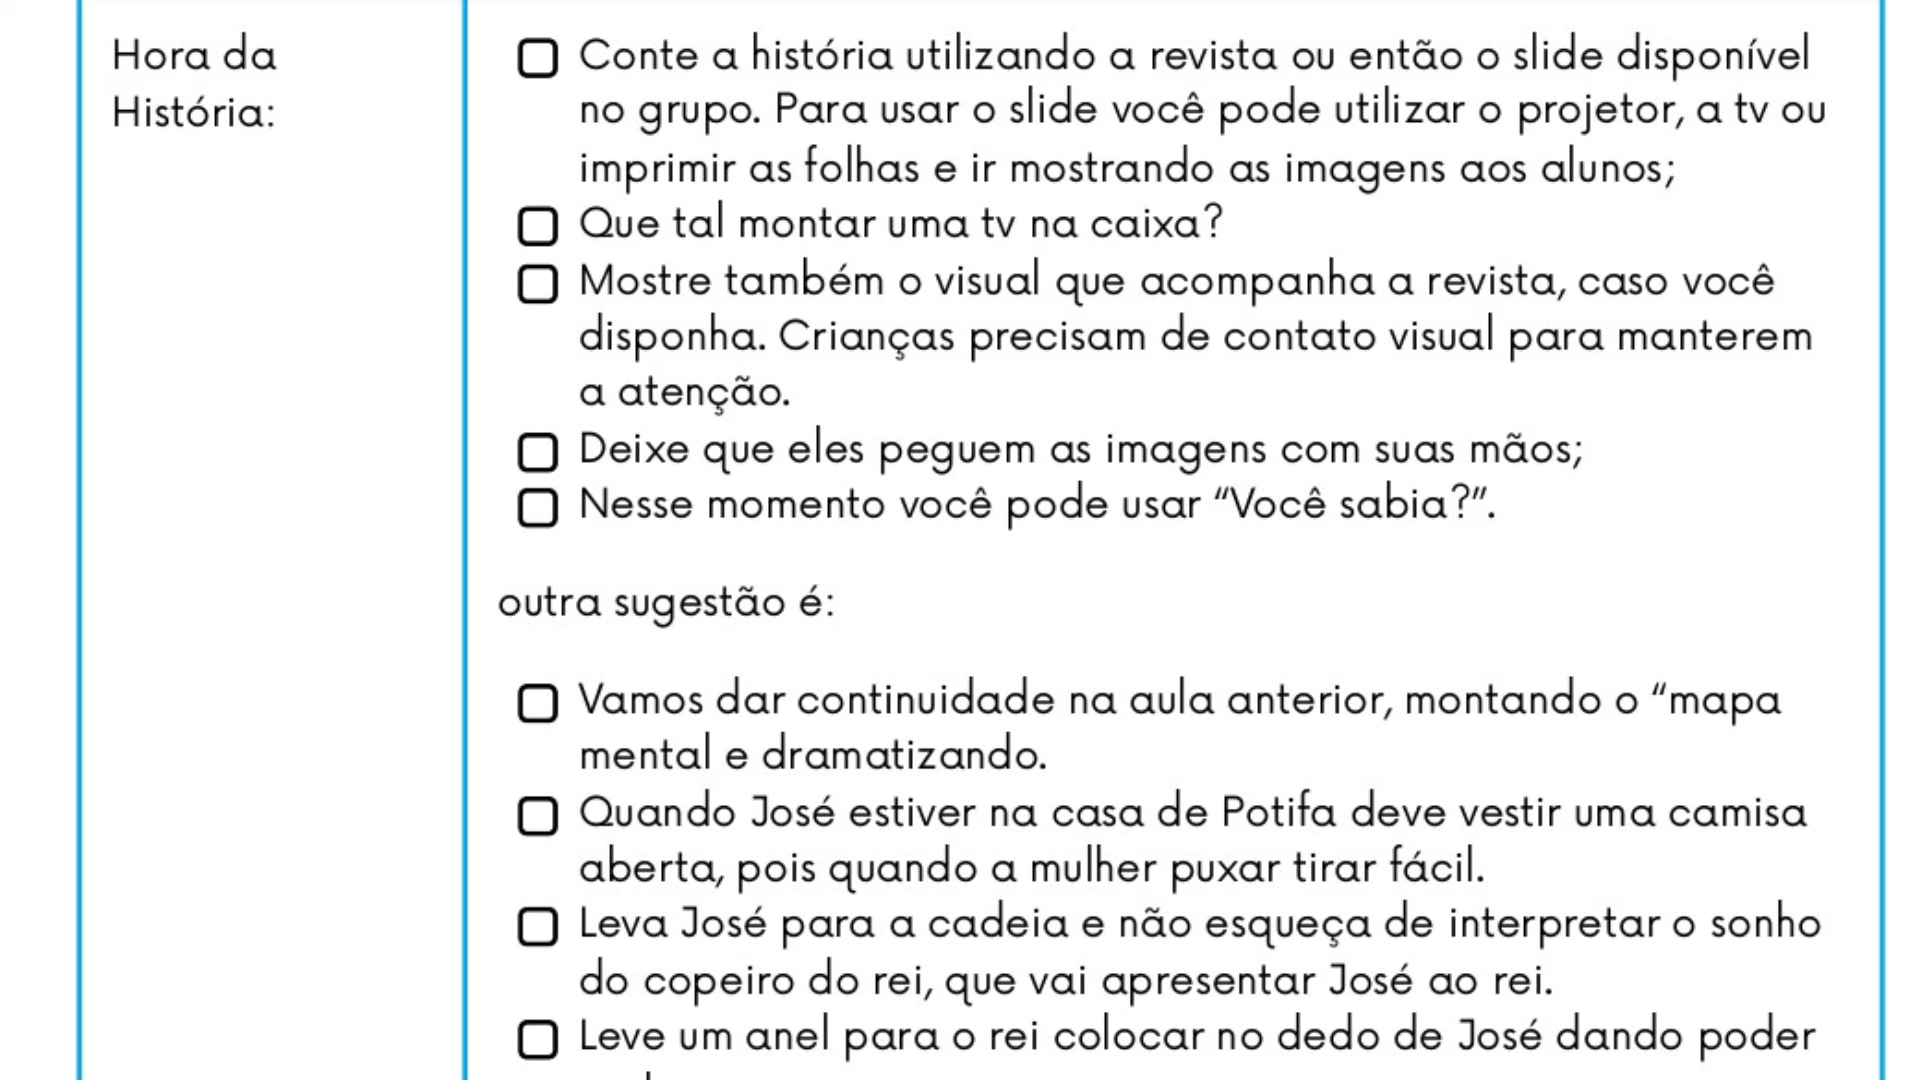 Hora da
História:
Conte a história utilizando a revista ou então o slide disponível
no grupo. Para usar o slide você pode utilizar o projetor, a tv ou
imprimir as folhas e ir mostrando as imagens aos alunos;
Que tal montar uma tv na caixa?
Mostre também o visual que acompanha a revista, caso você
disponha. Crianças precisam de contato visual para manterem
a atenção.
Deixe que eles peguem as imagens com suas mãos;
Nesse momento você pode usar “Você sabia?”.
outra sugestão é:
Vamos dar continuidade na aula anterior, montando o “mapa
mental e dramatizando.
Quando José estiver na casa de Potifa deve vestir uma camisa
aberta, pois quando a mulher puxar tirar fácil.
Leva José para a cadeia e não esqueça de interpretar o sonho
do copeiro do rei, que vai apresentar José ao rei.
Leve um anel para o rei colocar no dedo de José dando poder